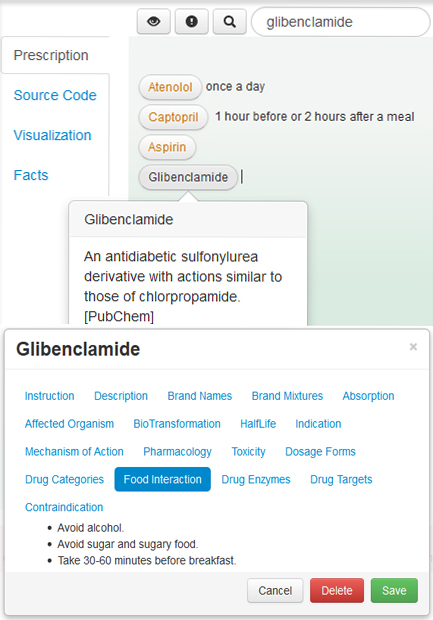 glibenclamide
Prescription
Source Code
Visualization
Facts
Atenolol once a day
Captopril 1 hour before or 2 hours after a meal
Aspirin
Glibenclamide
Glibenclamide
An antidiabetic sulfonylurea
derivative with actions similar to
those of chlorpropamide.
[PubChem]
Glibenclamide ×
Instruction Description Brand Names Brand Mixtures Absorption
Affected Organism BioTransformation HalfLife Indication
Mechanism of Action Pharmacology Toxicity Dosage Forms
Drug Categories Food Interaction Drug Enzymes Drug Targets
Contraindication
• Avoid alcohol.
• Avoid sugar and sugary food.
• Take 30-60 minutes before breakfast.
Cancel Delete Save